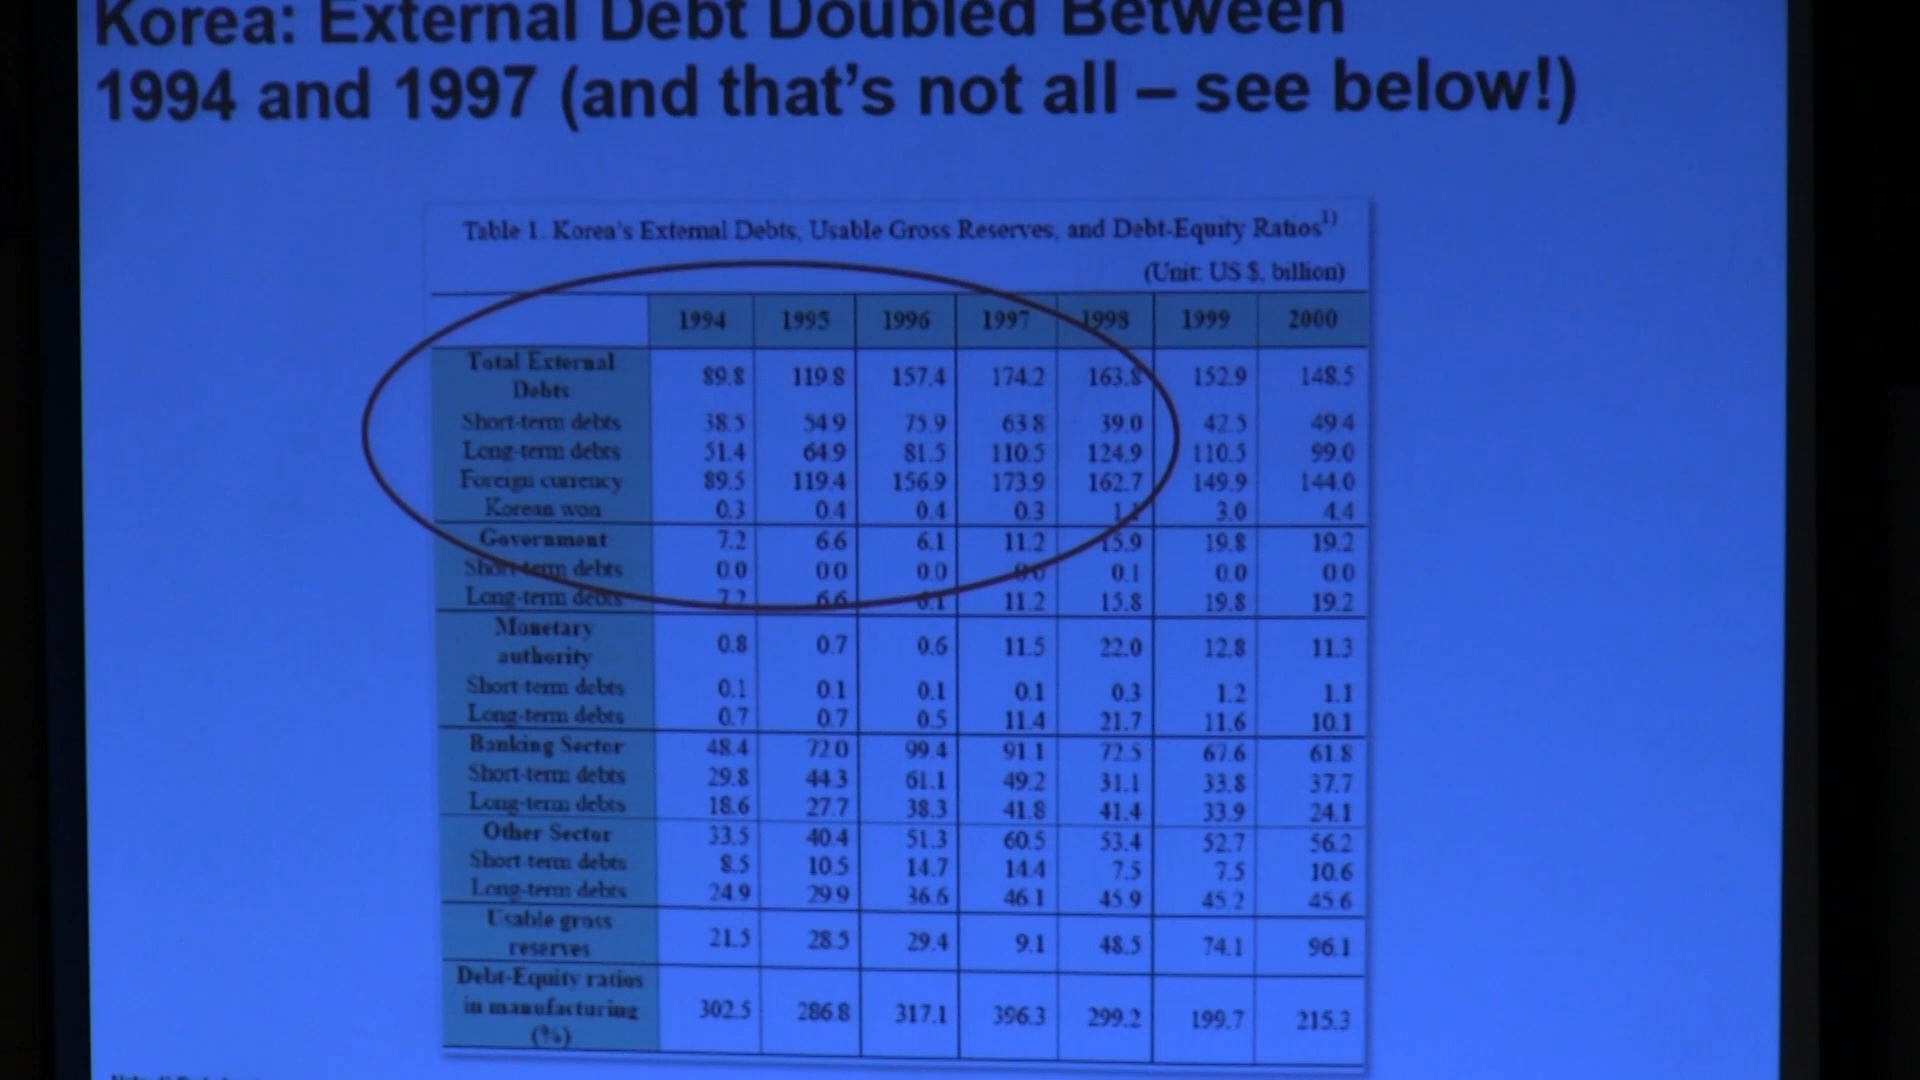 Korea: External Debt Doubled Between
1994 and 1997 (and that's not all – see below!)
Table 1. Korea's External Debts, Usable Gross Reserves, and Debt-Equity Ratios1)
(Unit: US $, billion)
1994 1995 1996 1997 1998 1999 2000
Total External
Debts 89.8 119.8 157.4 174.2 163.8 152.9 148.5
Short-term debts 38.5 54.9 75.9 63.8 39.0 42.5 49.4
Long-term debts 51.4 64.9 81.5 110.5 124.9 110.5 99.0
Foreign currency 89.5 119.4 156.9 173.9 162.7 149.9 144.0
Korean won 0.3 0.4 0.4 0.3 1.1 3.0 4.4
Government 7.2 6.6 6.1 11.2 15.9 19.8 19.2
Short-term debts 0.0 0.0 0.0 0.0 0.1 0.0 0.0
Long-term debts 7.2 6.6 6.1 11.2 15.8 19.8 19.2
Monetary
authority 0.8 0.7 0.6 11.5 22.0 12.8 11.3
Short-term debts 0.1 0.1 0.1 0.1 0.3 1.2 1.1
Long-term debts 0.7 0.7 0.5 11.4 21.7 11.6 10.1
Banking Sector 48.4 72.0 99.4 91.1 72.5 67.6 61.8
Short-term debts 29.8 44.3 61.1 49.2 31.1 33.8 37.7
Long-term debts 18.6 27.7 38.3 41.8 41.4 33.9 24.1
Other Sector 33.5 40.4 51.3 60.5 53.4 52.7 56.2
Short-term debts 8.5 10.5 14.7 14.4 7.5 7.5 10.6
Long-term debts 24.9 29.9 36.6 46.1 45.9 45.2 45.6
Usable gross
reserves 21.5 28.5 29.4 9.1 48.5 74.1 96.1
Debt-Equity ratios
in manufacturing 302.5 286.8 317.1 396.3 299.2 199.7 215.3
(%)